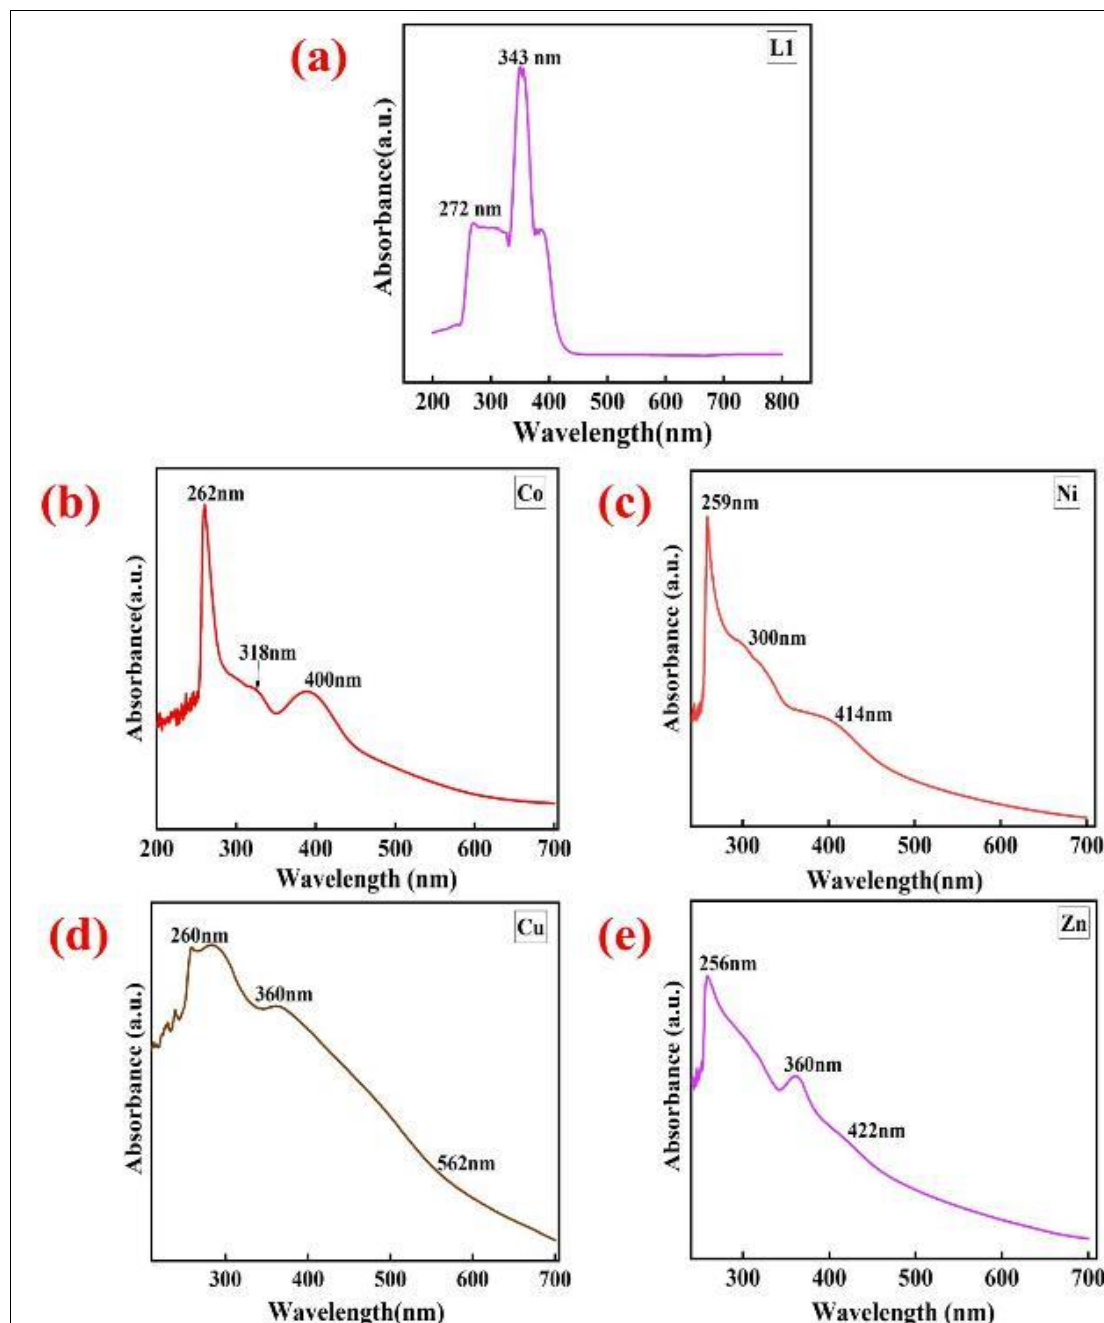 (a)
L1
343 nm
272 nm
Absorbance(a.u.)
200 300 400 500 600 700 800
Wavelength(nm)
(b)
Co
262nm
318nm
400nm
Absorbance(a.u.)
200 300 400 500 600 700
Wavelength (nm)
(c)
Ni
259nm
300nm
414nm
Absorbance (a.u.)
300 400 500 600 700
Wavelength(nm)
(d)
Cu
260nm
360nm
562nm
Absorbance (a.u.)
300 400 500 600 700
Wavelength(nm)
(e)
Zn
256nm
360nm
422nm
Absorbance (a.u.)
300 400 500 600 700
Wavelength (nm)